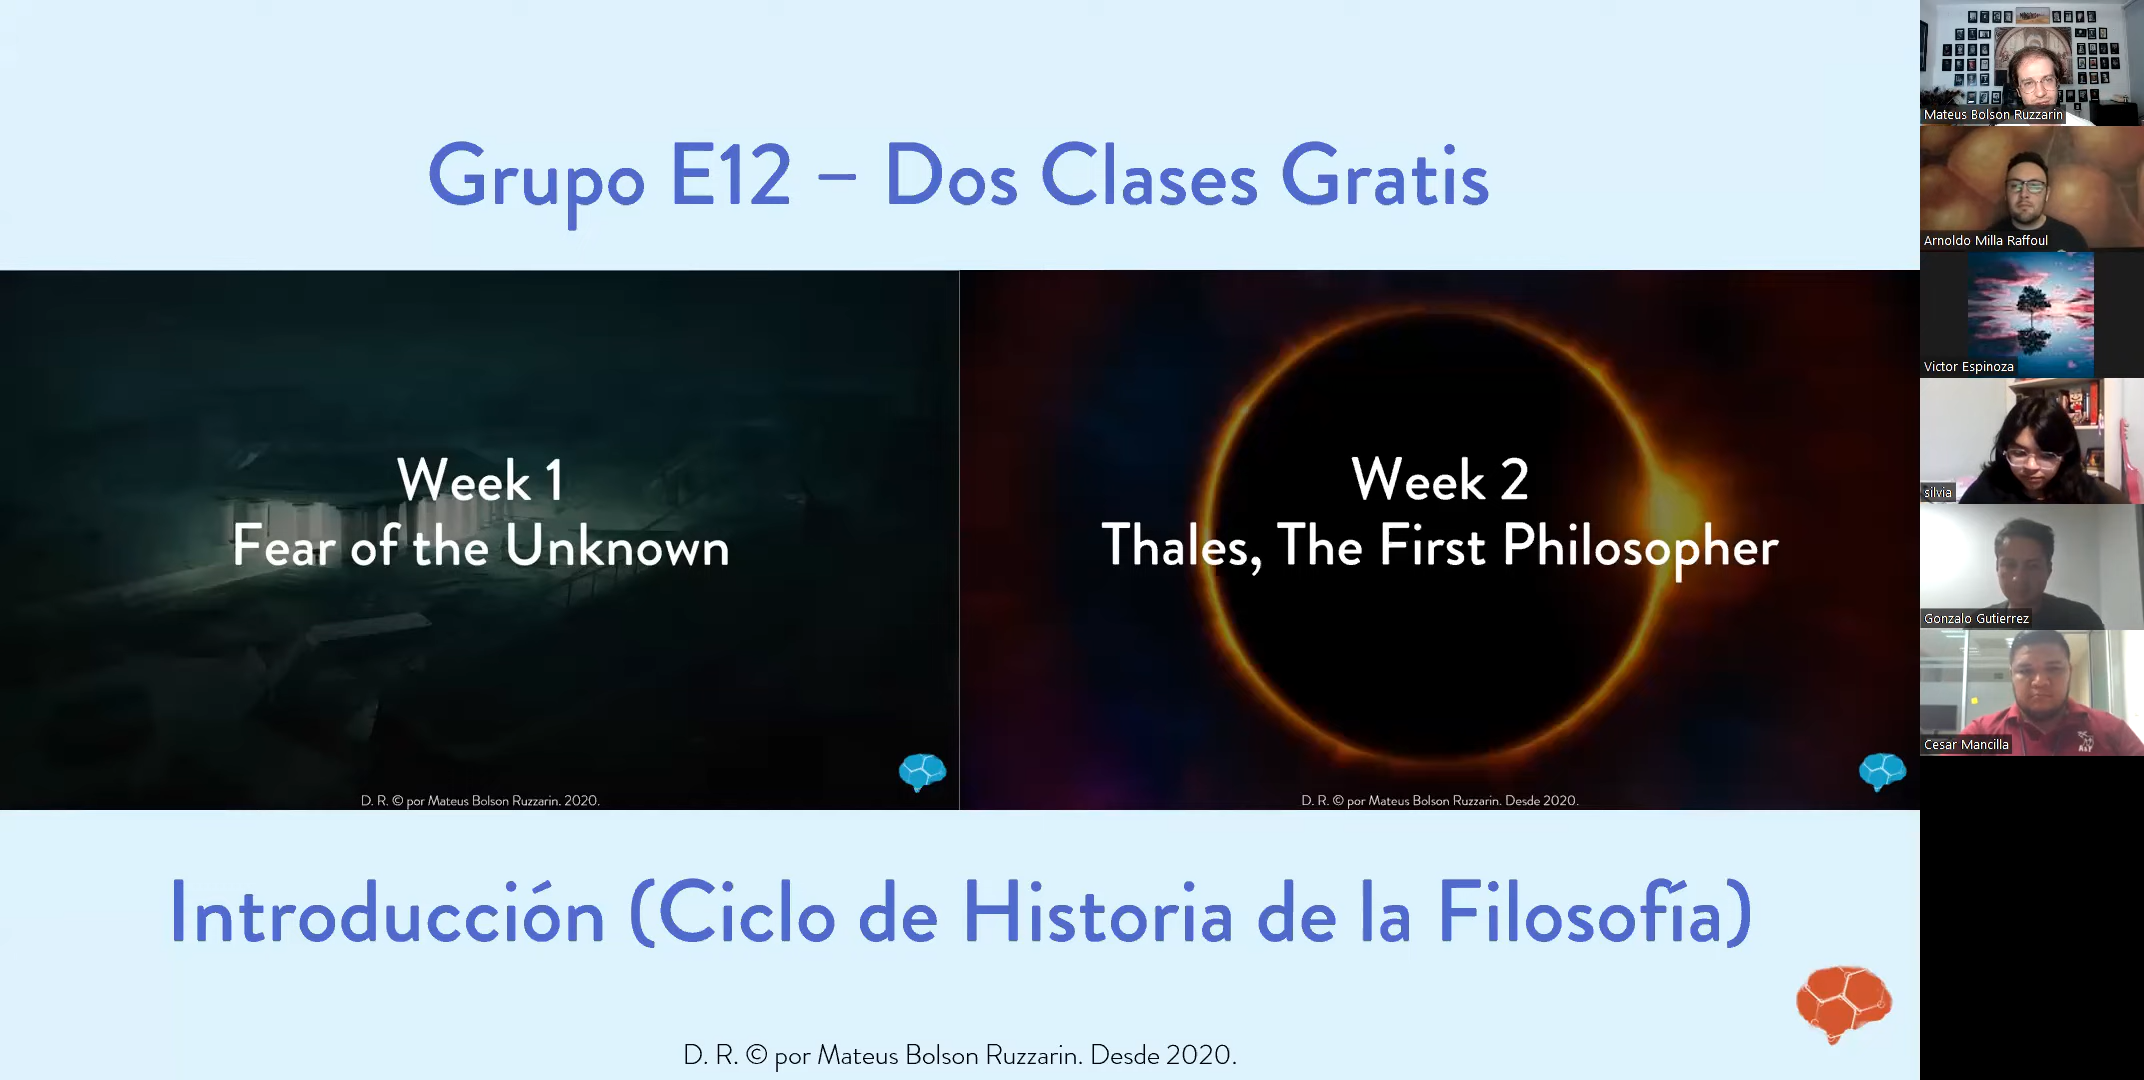 Grupo E12 – Dos Clases Gratis
Week 1
Fear of the Unknown
D. R. © por Mateus Bolson Ruzzarin. 2020.
Week 2
Thales, The First Philosopher
D. R. © por Mateus Bolson Ruzzarin. Desde 2020.
Introducción (Ciclo de Historia de la Filosofía)
D. R. © por Mateus Bolson Ruzzarin. Desde 2020.
Mateus Bolson Ruzzarin
Arnoldo Milla Raffoul
Victor Espinoza
silvia
Gonzalo Gutierrez
Cesar Mancilla